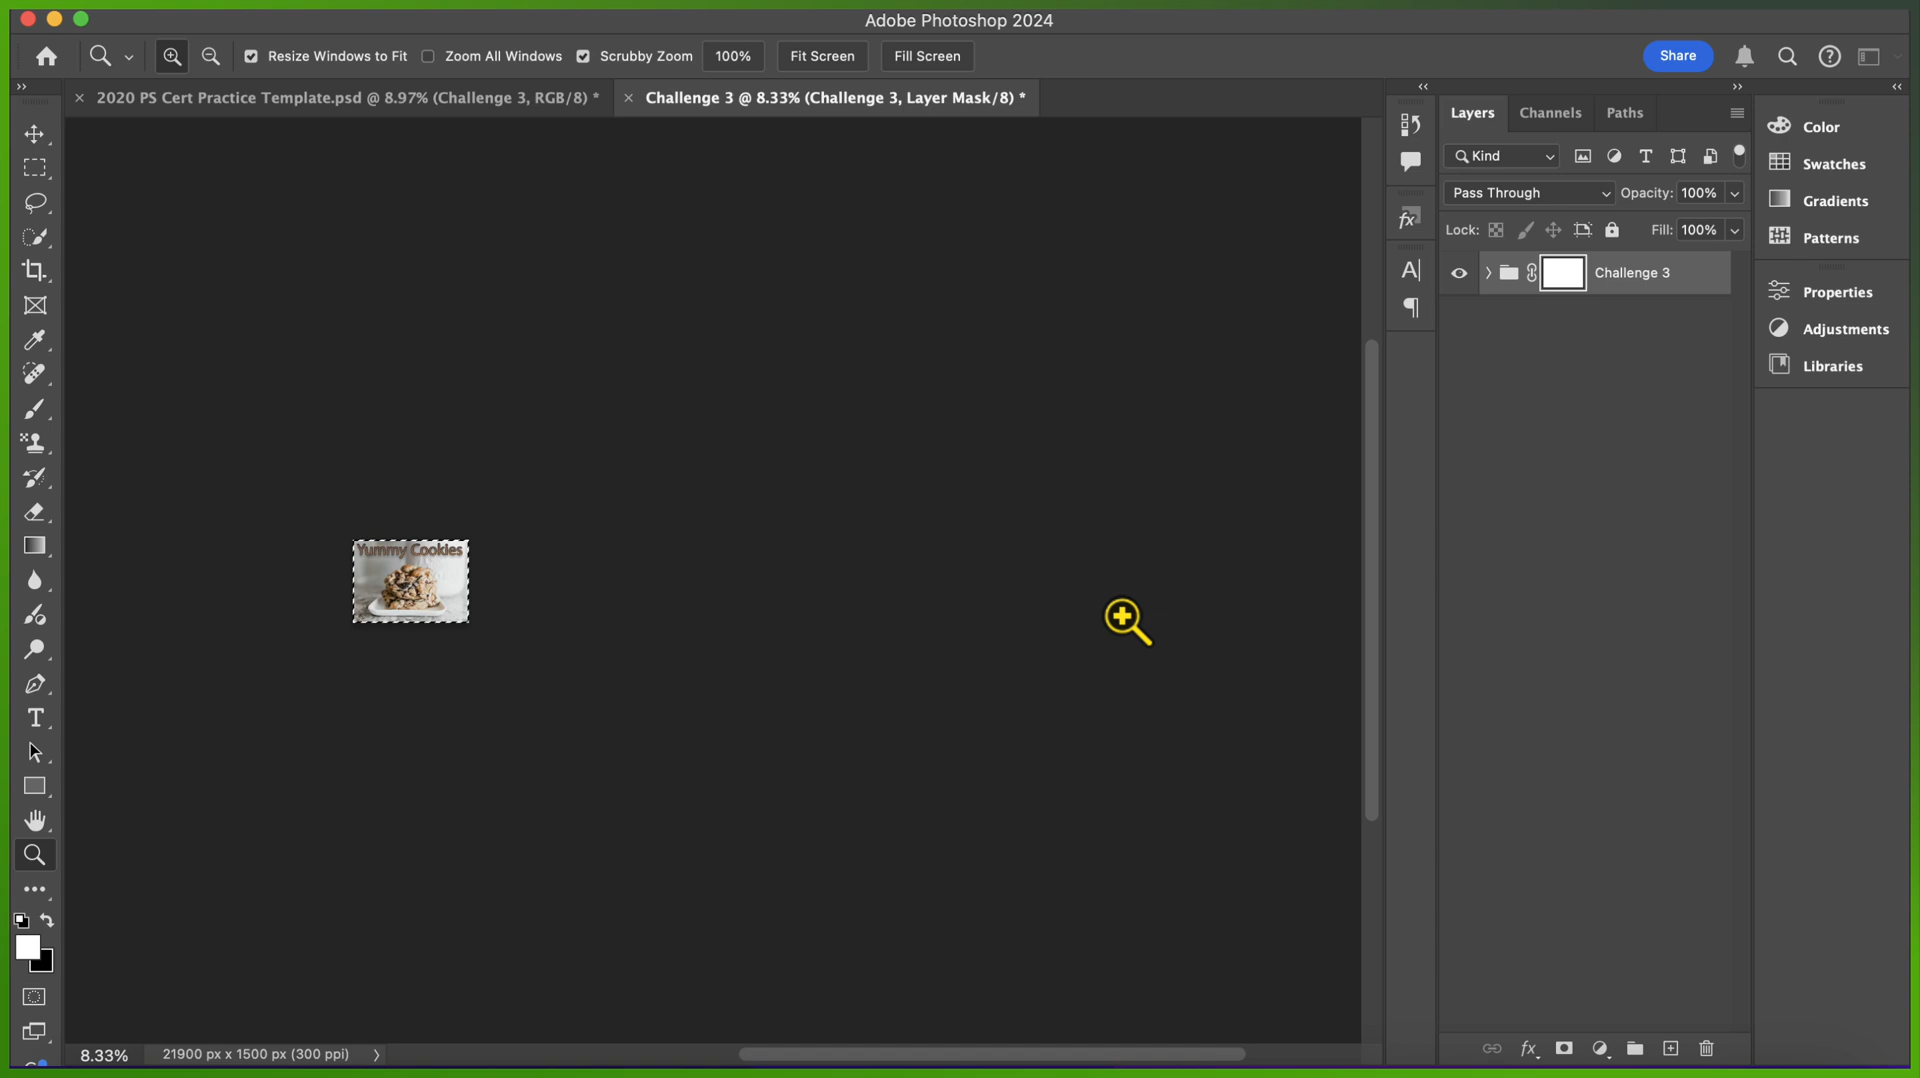 Adobe Photoshop 2024
Resize Windows to Fit Zoom All Windows Scrubby Zoom 100% Fit Screen Fill Screen Share
2020 PS Cert Practice Template.psd @ 8.97% (Challenge 3, RGB/8) *
Challenge 3 @ 8.33% (Challenge 3, Layer Mask/8) *
Layers Channels Paths
Kind
Pass Through Opacity: 100%
Lock: Fill: 100%
Challenge 3
Color
Swatches
Gradients
Patterns
Properties
Adjustments
Libraries
Yummy Cookies
8.33% 21900 px x 1500 px (300 ppi)